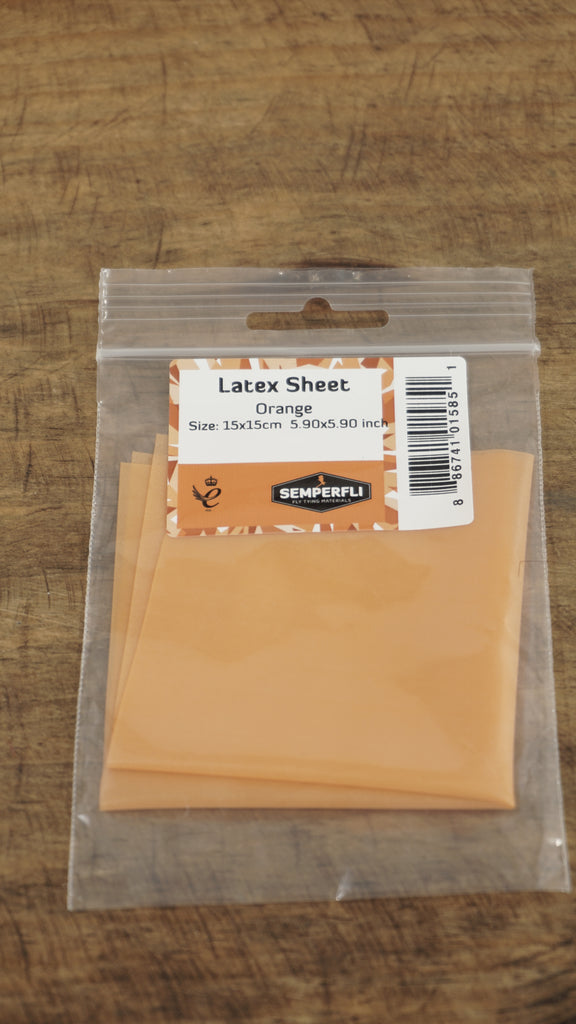 Latex Sheet
Orange
Size: 15x15cm 5.90x5.90 inch
SEMPERFLI
FLY TYING MATERIALS
8 86741 01585 1